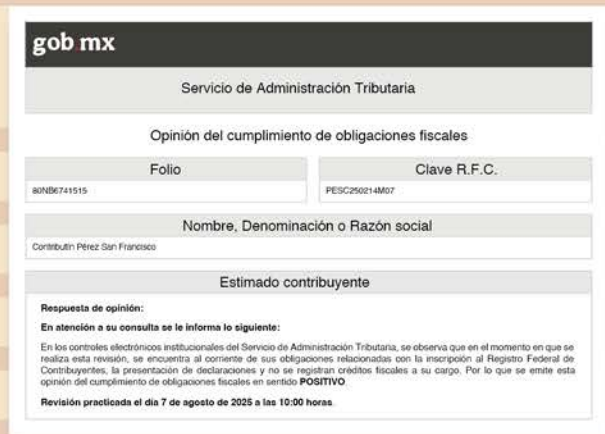 gob.mx
Servicio de Administración Tributaria
Opinión del cumplimiento de obligaciones fiscales
Folio
80NB6741515
Clave R.F.C.
PESC250214M07
Nombre, Denominación o Razón social
Contributín Pérez San Francisco
Estimado contribuyente
Respuesta de opinión:
En atención a su consulta se le informa lo siguiente:
En los controles electrónicos institucionales del Servicio de Administración Tributaria, se observa que en el momento en que se
realiza esta revisión, se encuentra al corriente de sus obligaciones relacionadas con la inscripción al Registro Federal de
Contribuyentes, la presentación de declaraciones y no se registran créditos fiscales a su cargo. Por lo que se emite esta
opinión del cumplimiento de obligaciones fiscales en sentido POSITIVO.
Revisión practicada el día 7 de agosto de 2025 a las 10:00 horas